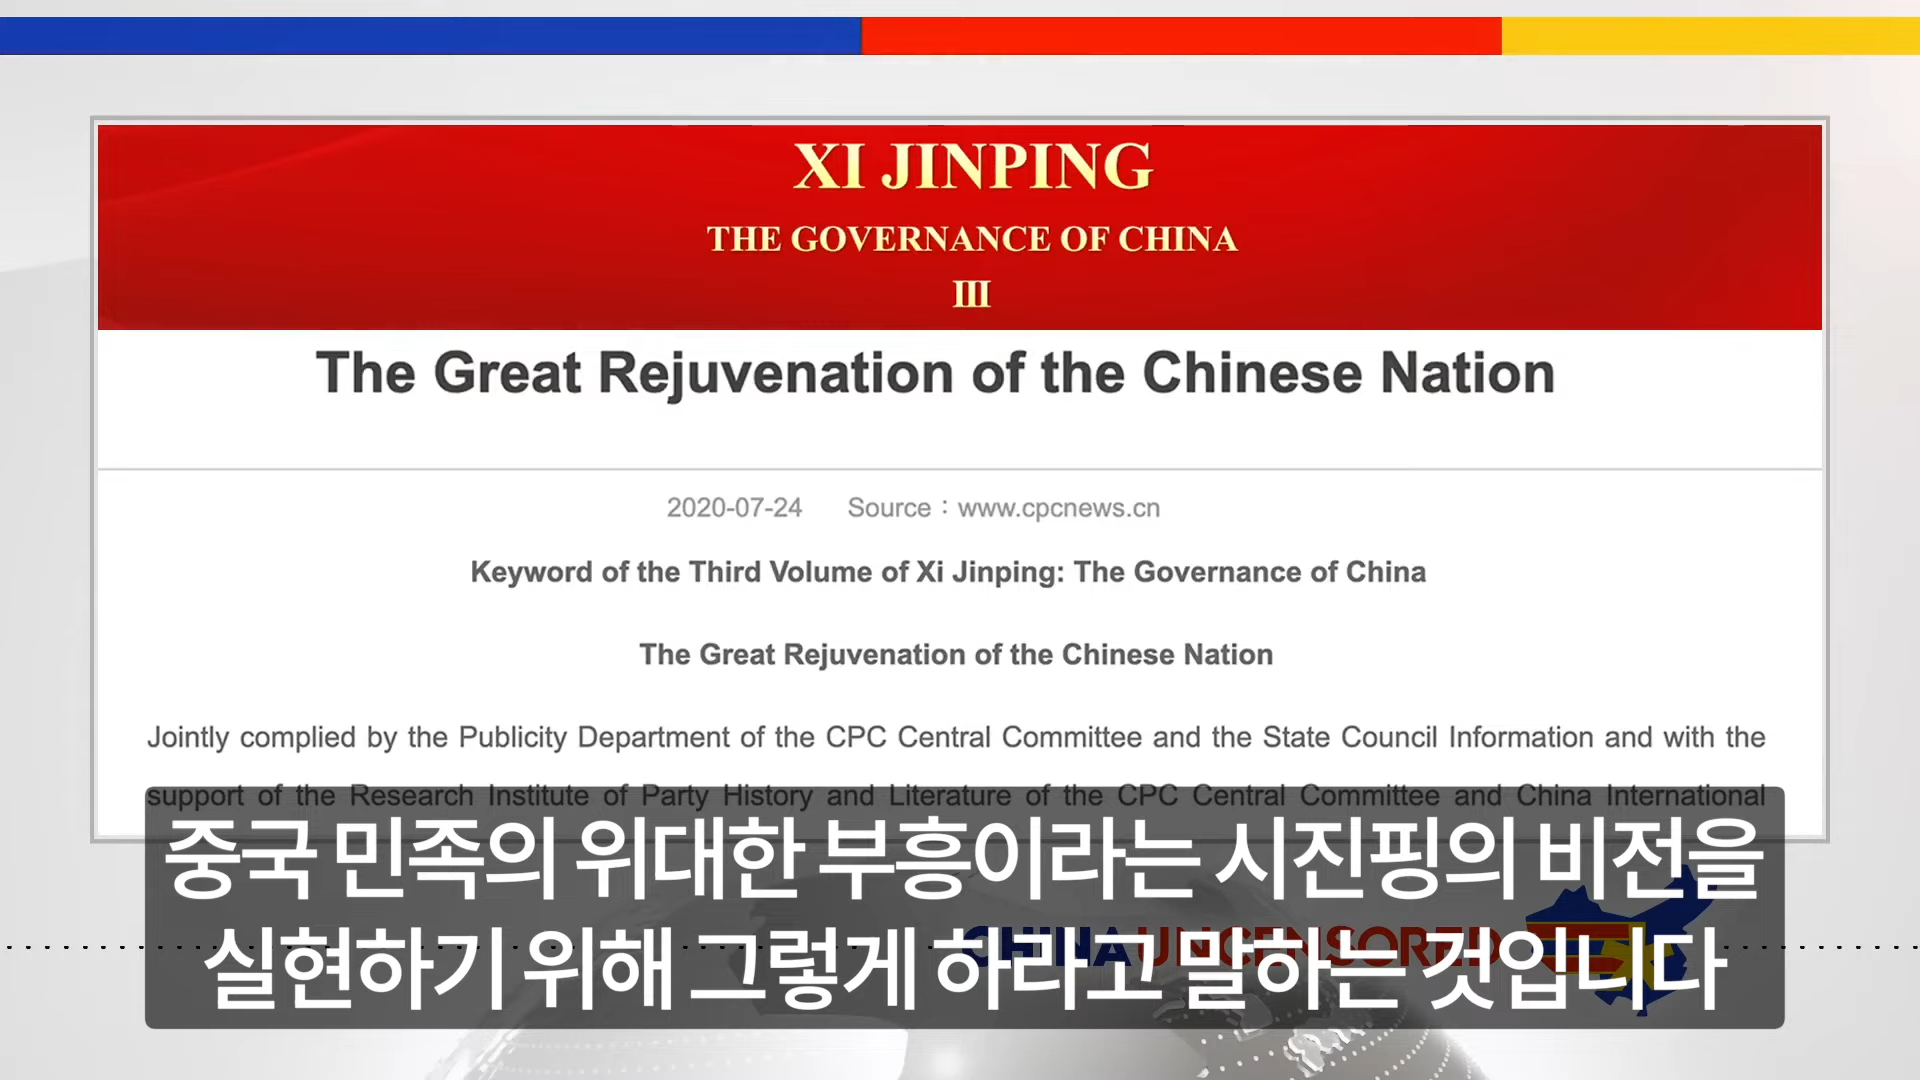 XI JINPING
THE GOVERNANCE OF CHINA
III
The Great Rejuvenation of the Chinese Nation
2020-07-24 Source：www.cpcnews.cn
Keyword of the Third Volume of Xi Jinping: The Governance of China
The Great Rejuvenation of the Chinese Nation
Jointly complied by the Publicity Department of the CPC Central Committee and the State Council Information and with the
support of the Research Institute of Party History and Literature of the CPC Central Committee and China International
중국 민족의 위대한 부흥이라는 시진핑의 비전을
실현하기 위해 그렇게 하라고 말하는 것입니다
CHINA UNCENSORED